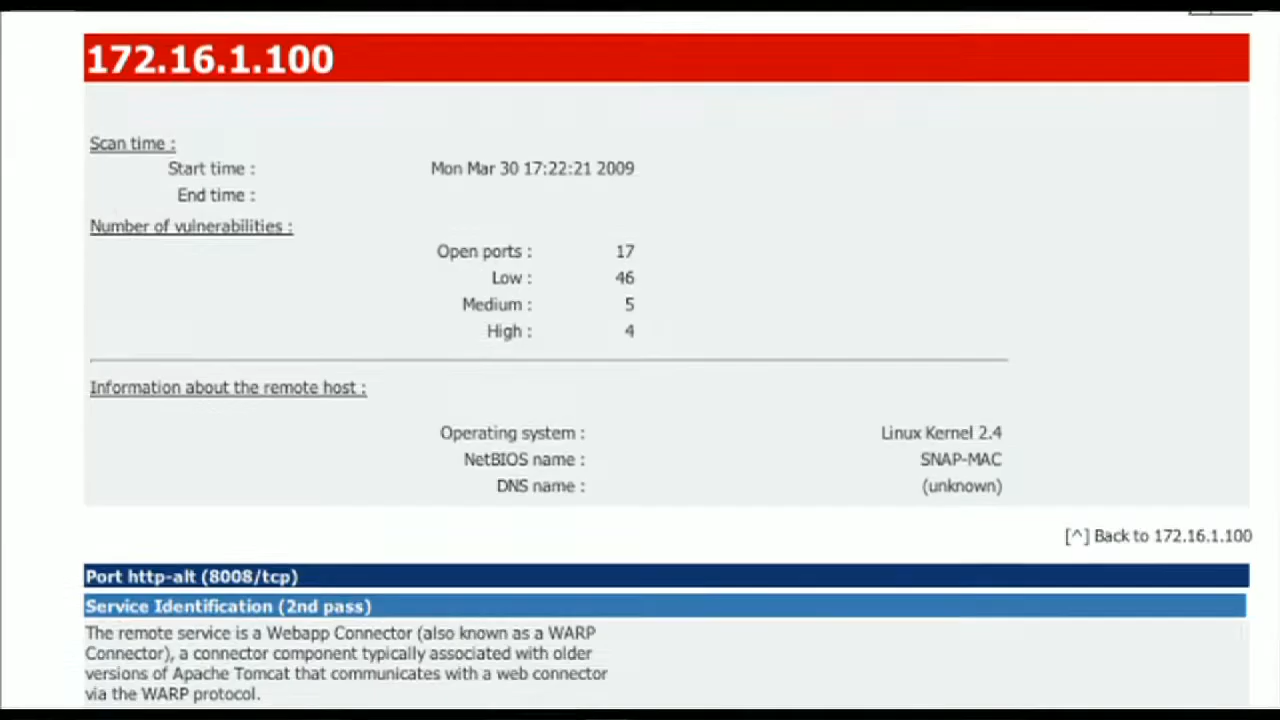 172.16.1.100
Scan time :
Start time : Mon Mar 30 17:22:21 2009
End time :
Number of vulnerabilities :
Open ports : 17
Low : 46
Medium : 5
High : 4
Information about the remote host :
Operating system : Linux Kernel 2.4
NetBIOS name : SNAP-MAC
DNS name : (unknown)
[^] Back to 172.16.1.100
Port http-alt (8008/tcp)
Service Identification (2nd pass)
The remote service is a Webapp Connector (also known as a WARP
Connector), a connector component typically associated with older
versions of Apache Tomcat that communicates with a web connector
via the WARP protocol.